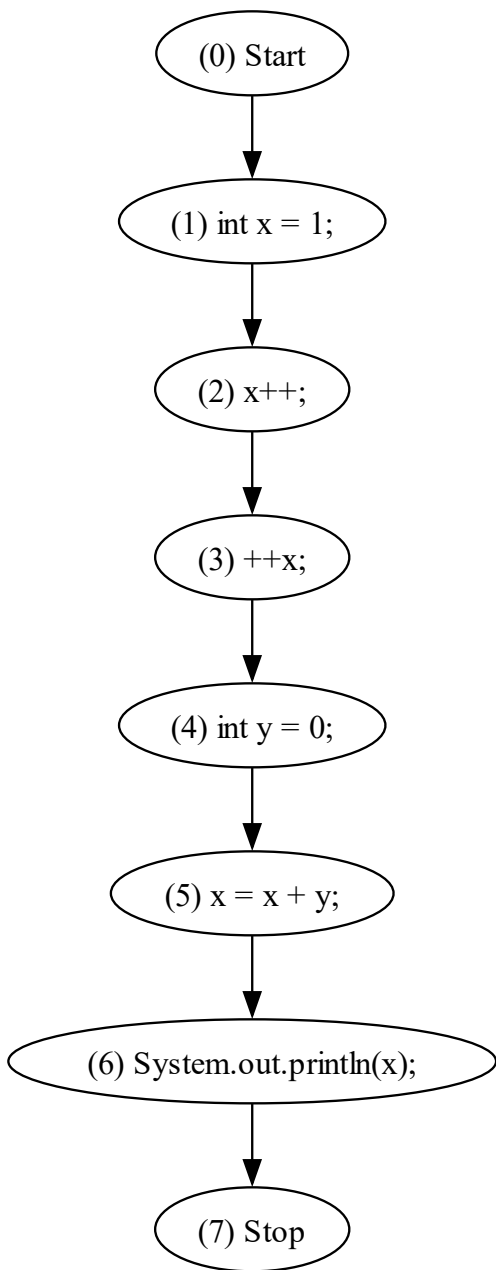 (0) Start
(1) int x = 1;
(2) x++;
(3) ++x;
(4) int y = 0;
(5) x = x + y;
(6) System.out.println(x);
(7) Stop